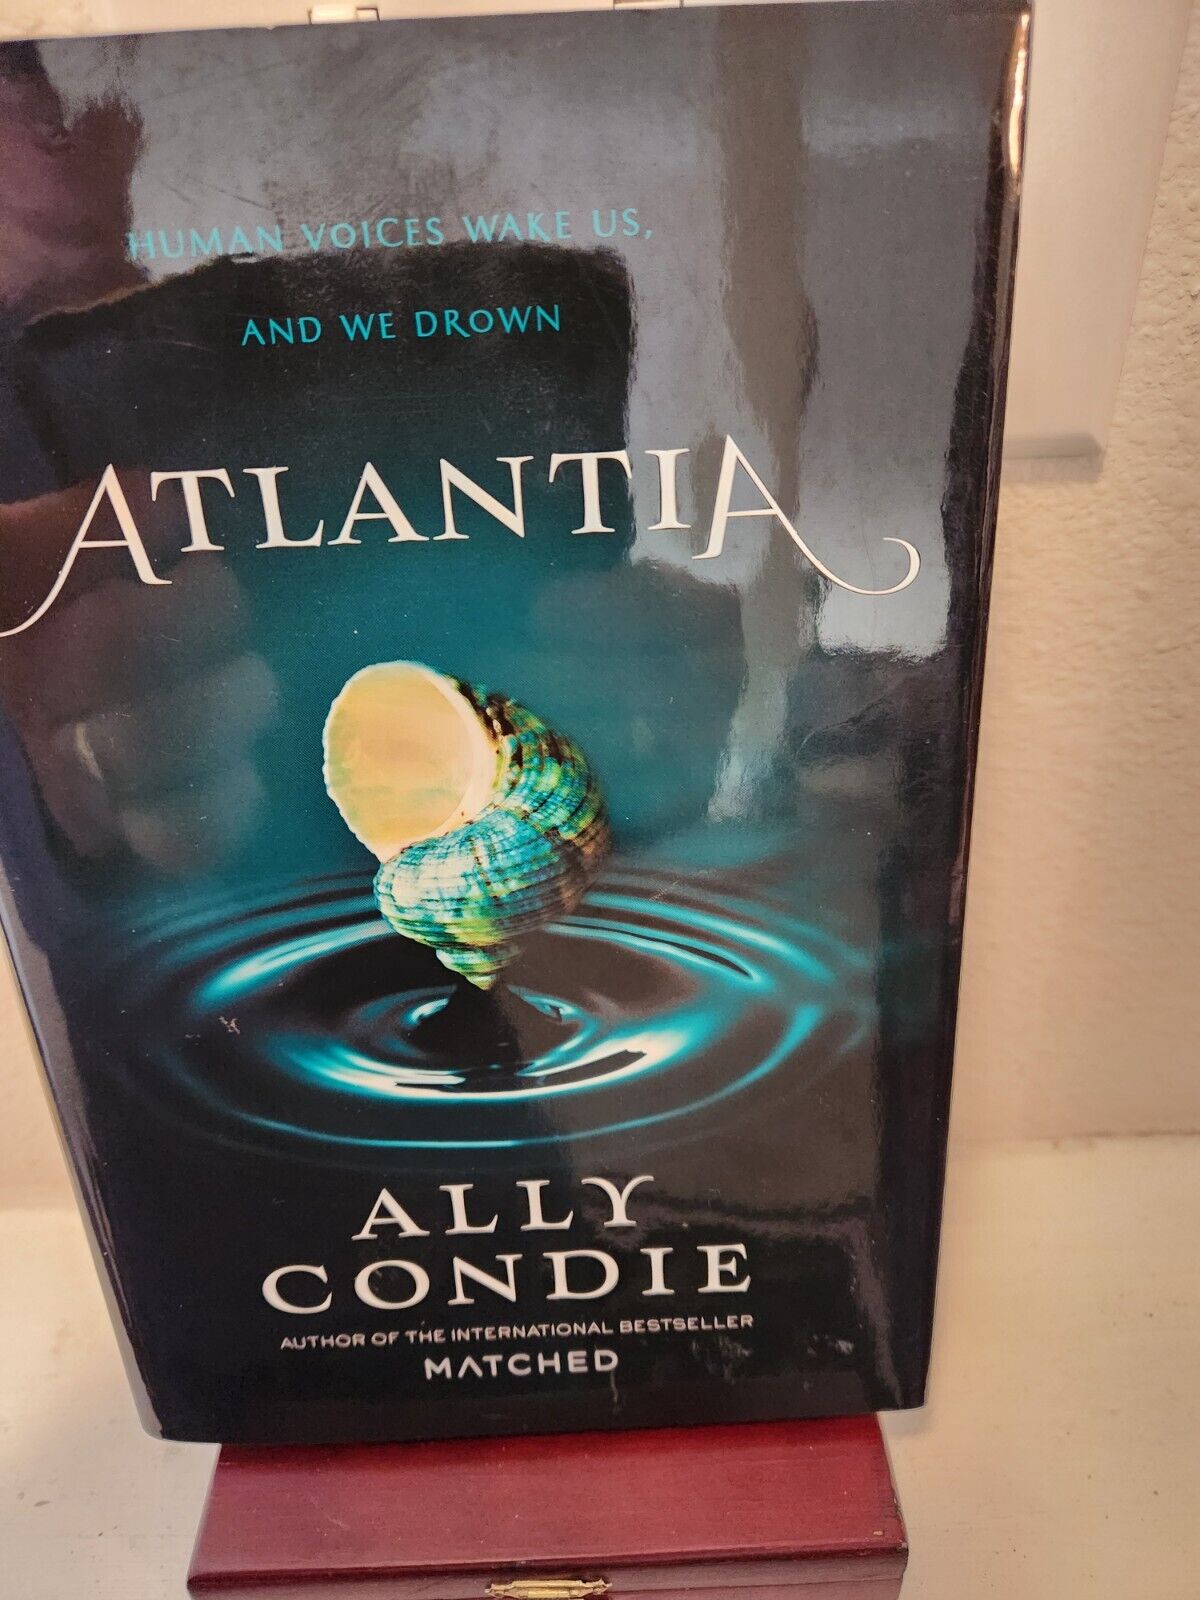 HUMAN VOICES WAKE US,
AND WE DROWN
ATLANTIA
ALLY
CONDIE
AUTHOR OF THE INTERNATIONAL BESTSELLER
MATCHED